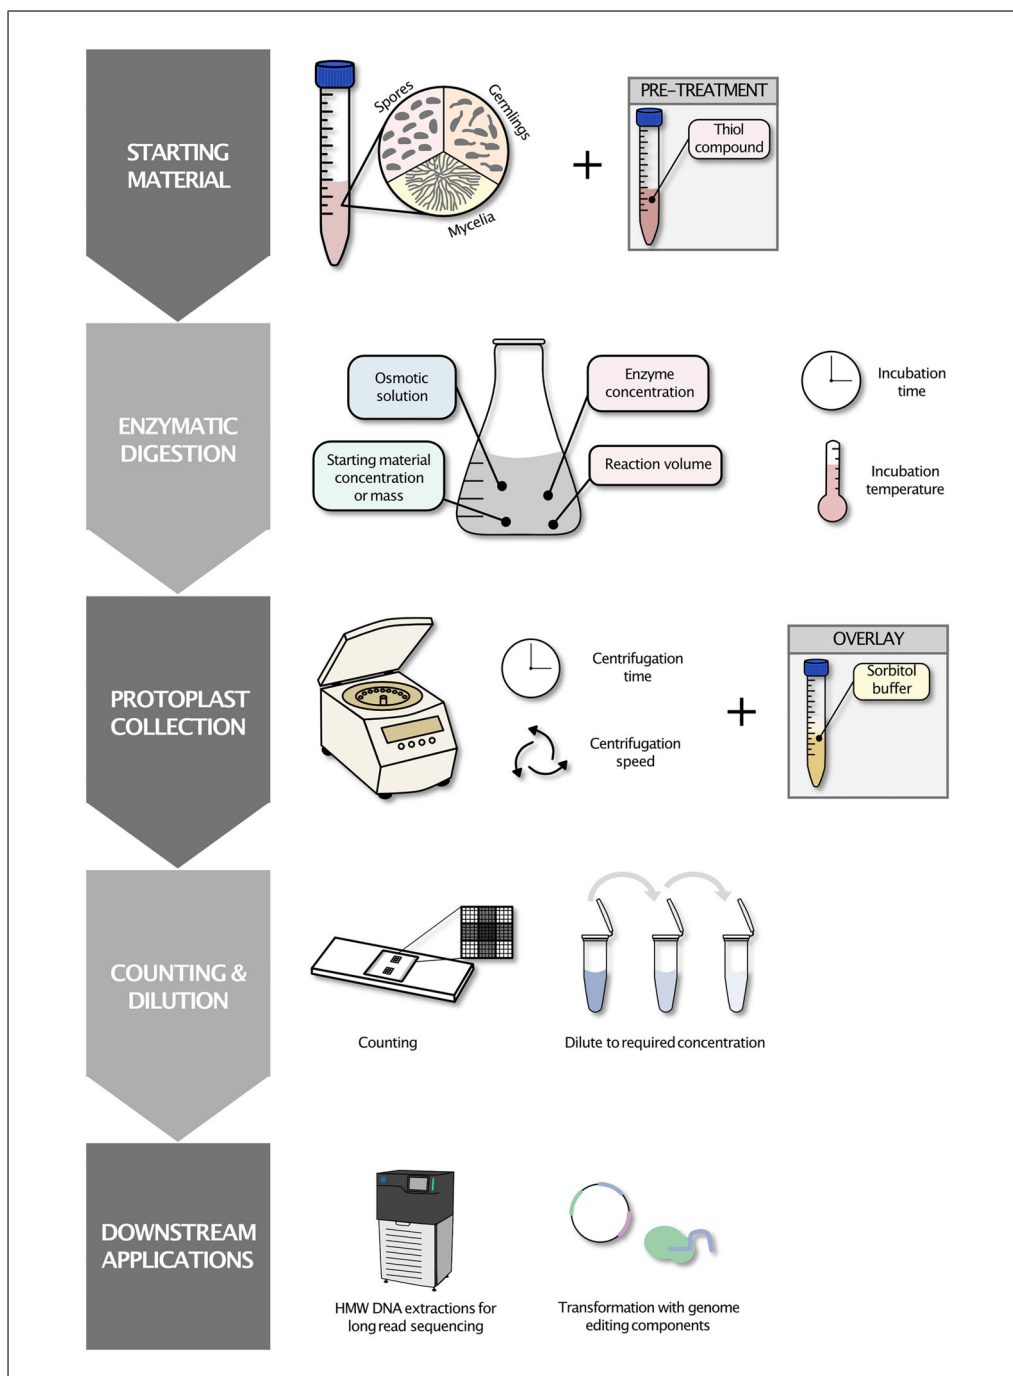 STARTING
MATERIAL
Spores
Germlings
Mycelia
+
PRE-TREATMENT
Thiol
compound
ENZYMATIC
DIGESTION
Osmotic
solution
Enzyme
concentration
Starting material
concentration
or mass
Reaction volume
Incubation
time
Incubation
temperature
PROTOPLAST
COLLECTION
Centrifugation
time
Centrifugation
speed
+
OVERLAY
Sorbitol
buffer
COUNTING &
DILUTION
Counting
Dilute to required concentration
DOWNSTREAM
APPLICATIONS
HMW DNA extractions for
long read sequencing
Transformation with genome
editing components